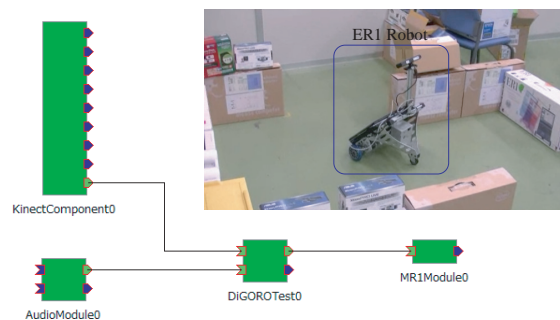 ER1 Robot
KinectComponent0
AudioModule0
DiGOROTest0
MR1Module0